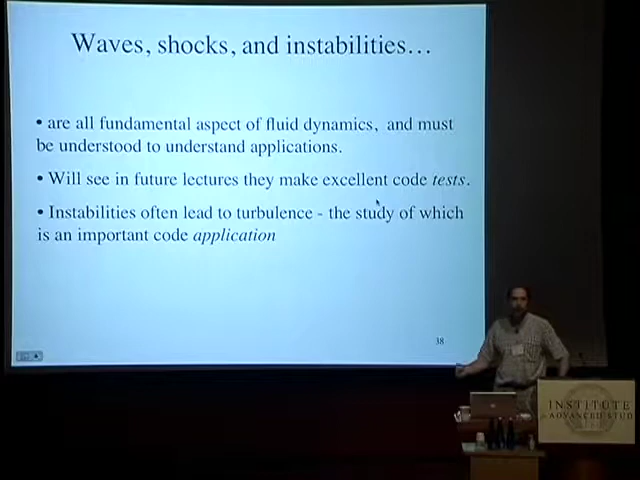 Waves, shocks, and instabilities…
• are all fundamental aspect of fluid dynamics, and must
be understood to understand applications.
• Will see in future lectures they make excellent code tests.
• Instabilities often lead to turbulence - the study of which
is an important code application
38
INSTITUTE
ADVANCED STUD